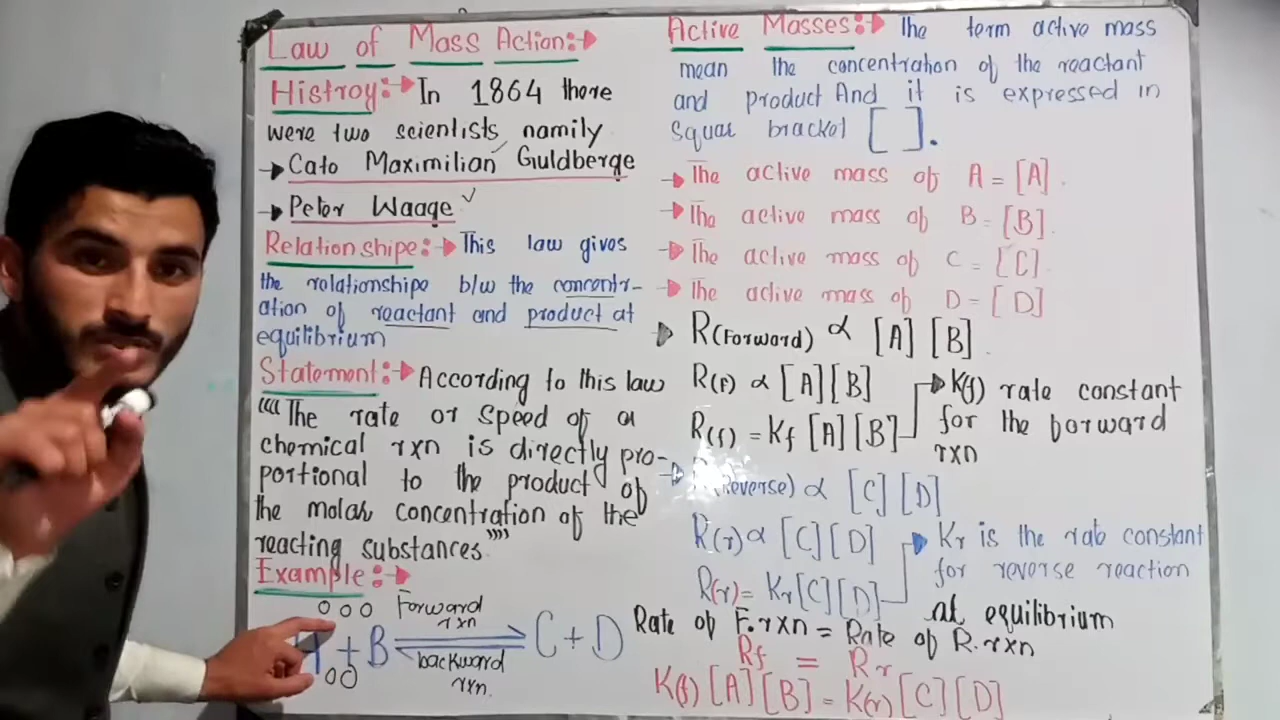 Law of Mass Action:-
Histroy:- In 1864 there
were two scientists namily
Cato Maximilian Guldberge
Peter Waage
Relationshipe:- This law gives
the relationshipe b/w the concentr-
ation of reactant and product at
equilibrium
Statement:- According to this law
"" The rate or speed of a
chemical rxn is directly pro-
portional to the product of
the molar concentration of the
reacting substances. ""
Example:-
Forward
rxn
A + B ⇌ C + D
backward
rxn.
Active Masses:- The term active mass
mean the concentration of the reactant
and product And it is expressed in
Squar bracket [ ].
The active mass of A = [A].
The active mass of B = [B].
The active mass of C = [C].
The active mass of D = [D]
R(Forward) ∝ [A] [B].
R(f) ∝ [A][B]
R(f) = Kf [A][B]
K(f) rate constant
for the forward
rxn
R(Reverse) ∝ [C] [D]
R(r) ∝ [C][D]
R(r) = Kr[C][D]
Kr is the rate constant
for reverse reaction
at equilibrium
Rate of F.rxn = Rate of R.rxn
Rf = Rr
K(f) [A][B] = K(r) [C][D]